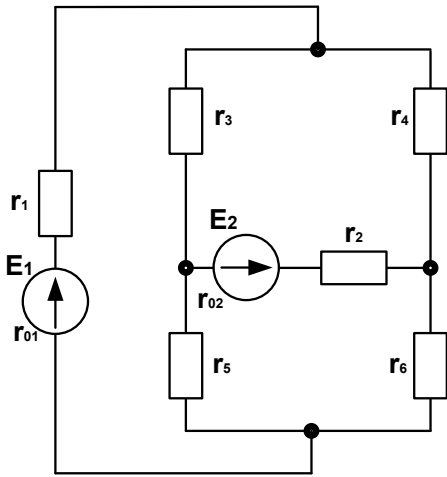 r₃
r₄
r₁
E₂
r₂
E₁
r₀₂
r₀₁
r₅
r₆